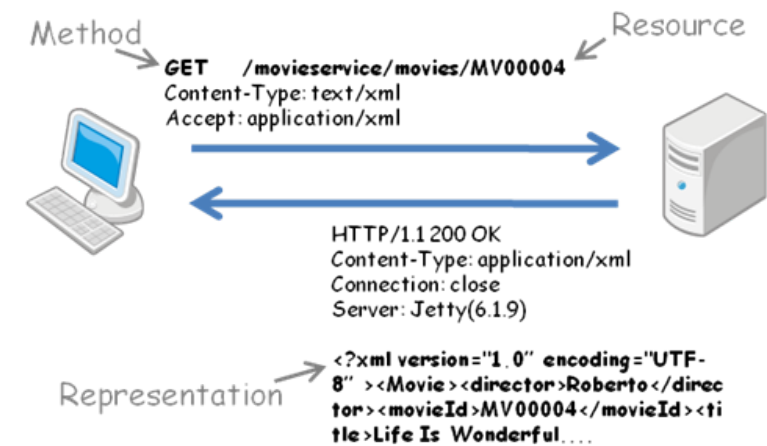 Method
Resource
GET /movieservice/movies/MV00004
Content-Type: text/xml
Accept: application/xml
HTTP/1.1 200 OK
Content-Type: application/xml
Connection: close
Server: Jetty(6.1.9)
<?xml version="1.0" encoding="UTF-
8" ><Movie><director>Roberto</direc
tor><movieId>MV00004</movieId><ti
tle>Life Is Wonderful....
Representation